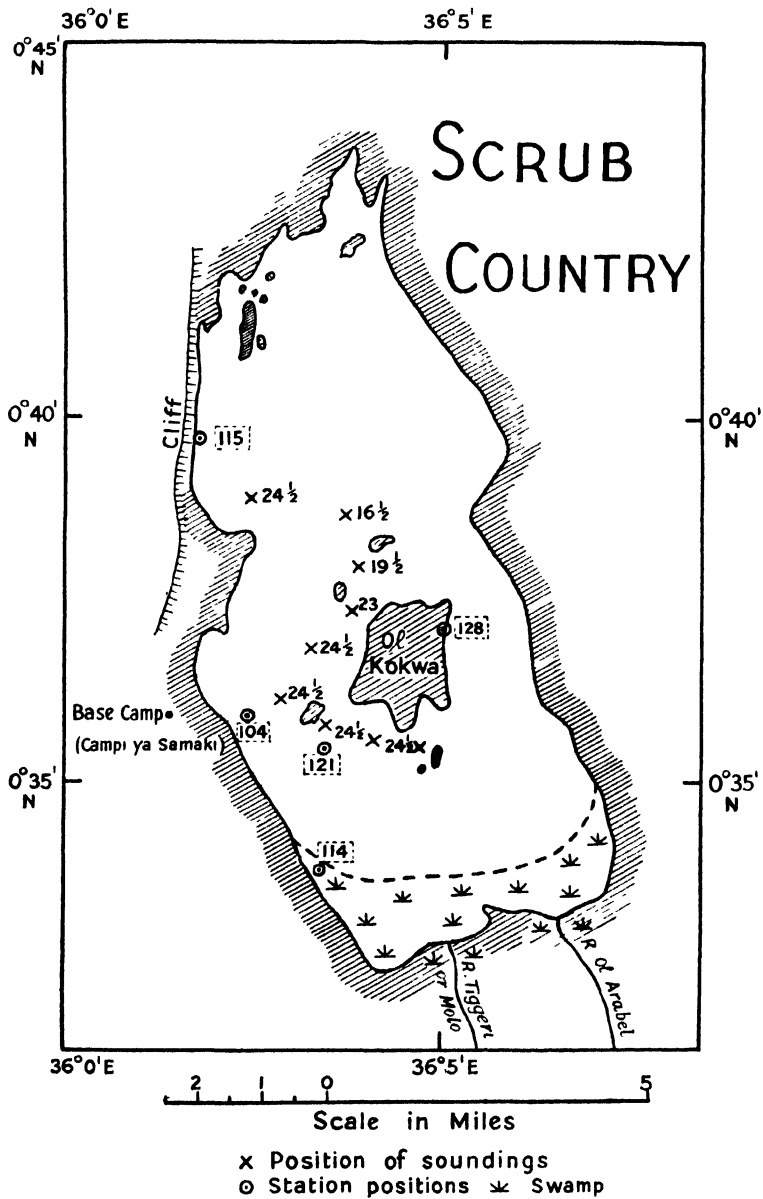 36°0'E 36°5'E
0°45'
N
SCRUB
COUNTRY
0°40'
N
0°40'
N
Cliff
115
24½
16½
19½
23
Ol
Kokwa
128
24½
24½
Base Camp
(Campi ya Samaki)
104
24½
24½
121
0°35'
N
0°35'
N
114
R. Tiggeri
or Molo
R Ol Arabel
36°0'E 36°5'E
2 1 0 5
Scale in Miles
x Position of soundings
Station positions Swamp